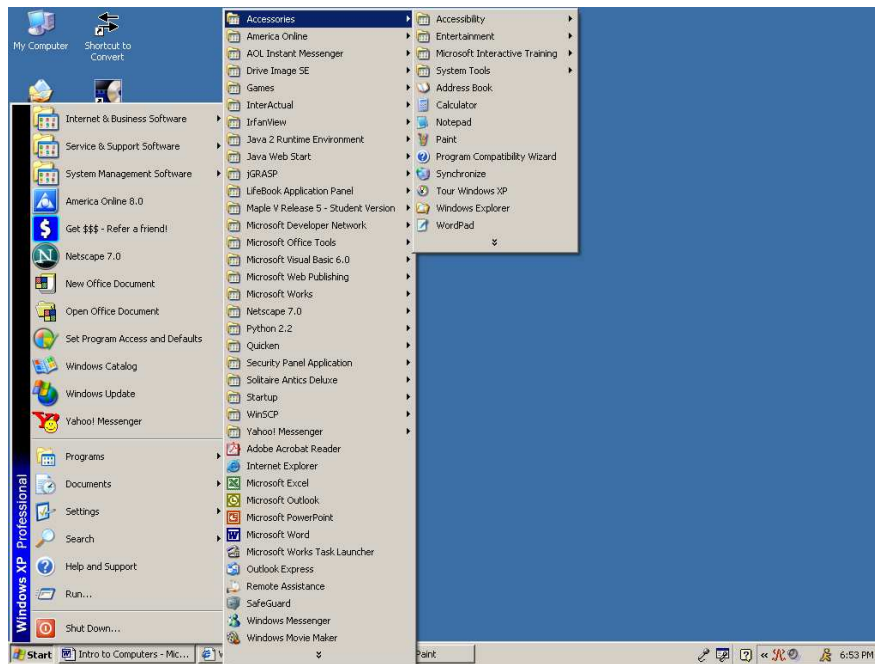 My Computer
Shortcut to
Convert
Internet & Business Software
Service & Support Software
System Management Software
America Online 8.0
Get $$$ - Refer a friend!
Netscape 7.0
New Office Document
Open Office Document
Set Program Access and Defaults
Windows Catalog
Windows Update
Yahoo! Messenger
Programs
Documents
Settings
Search
Help and Support
Run...
Shut Down...
Windows XP Professional
Accessories
America Online
AOL Instant Messenger
Drive Image SE
Games
InterActual
IrfanView
Java 2 Runtime Environment
Java Web Start
jGRASP
LifeBook Application Panel
Maple V Release 5 - Student Version
Microsoft Developer Network
Microsoft Office Tools
Microsoft Visual Basic 6.0
Microsoft Web Publishing
Microsoft Works
Netscape 7.0
Python 2.2
Quicken
Security Panel Application
Solitaire Antics Deluxe
Startup
WinSCP
Yahoo! Messenger
Adobe Acrobat Reader
Internet Explorer
Microsoft Excel
Microsoft Outlook
Microsoft PowerPoint
Microsoft Word
Microsoft Works Task Launcher
Outlook Express
Remote Assistance
SafeGuard
Windows Messenger
Windows Movie Maker
Accessibility
Entertainment
Microsoft Interactive Training
System Tools
Address Book
Calculator
Notepad
Paint
Program Compatibility Wizard
Synchronize
Tour Windows XP
Windows Explorer
WordPad
Start
Intro to Computers - Mic...
Paint
6:53 PM